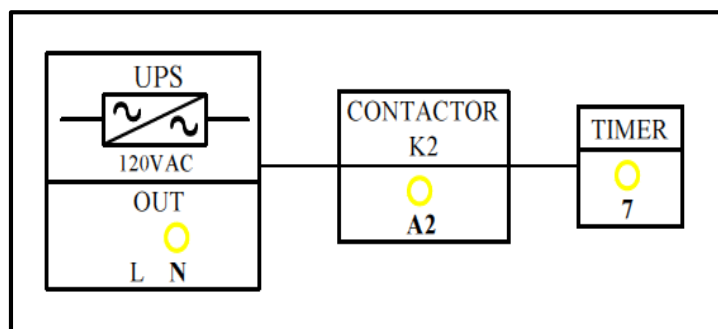 UPS
120VAC
OUT
L N
CONTACTOR
K2
A2
TIMER
7